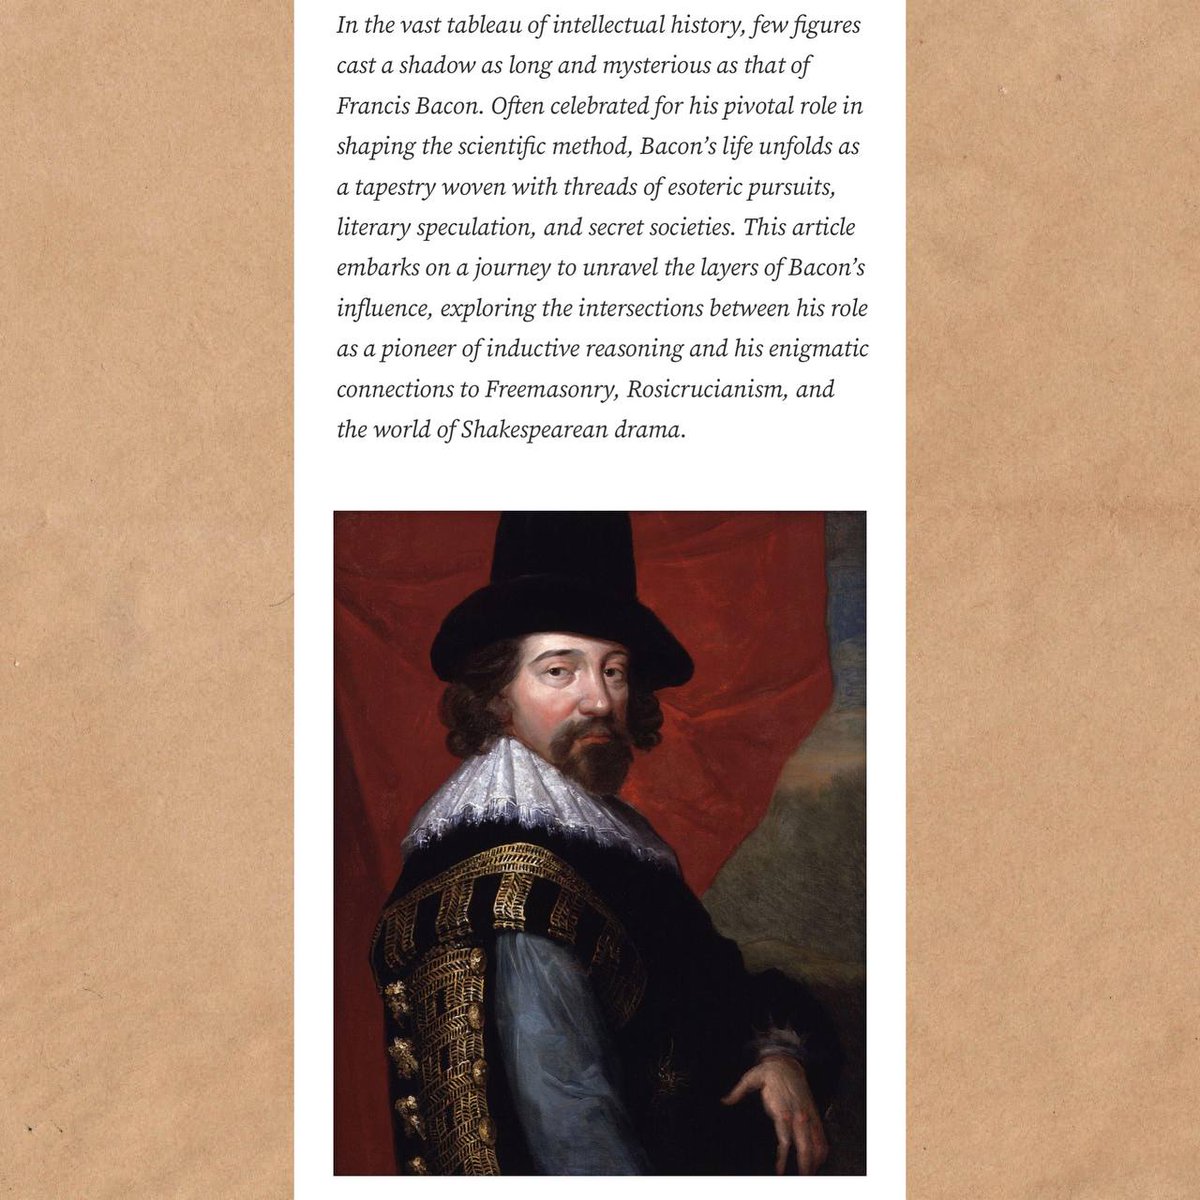 In the vast tableau of intellectual history, few figures
cast a shadow as long and mysterious as that of
Francis Bacon. Often celebrated for his pivotal role in
shaping the scientific method, Bacon’s life unfolds as
a tapestry woven with threads of esoteric pursuits,
literary speculation, and secret societies. This article
embarks on a journey to unravel the layers of Bacon’s
influence, exploring the intersections between his role
as a pioneer of inductive reasoning and his enigmatic
connections to Freemasonry, Rosicrucianism, and
the world of Shakespearean drama.